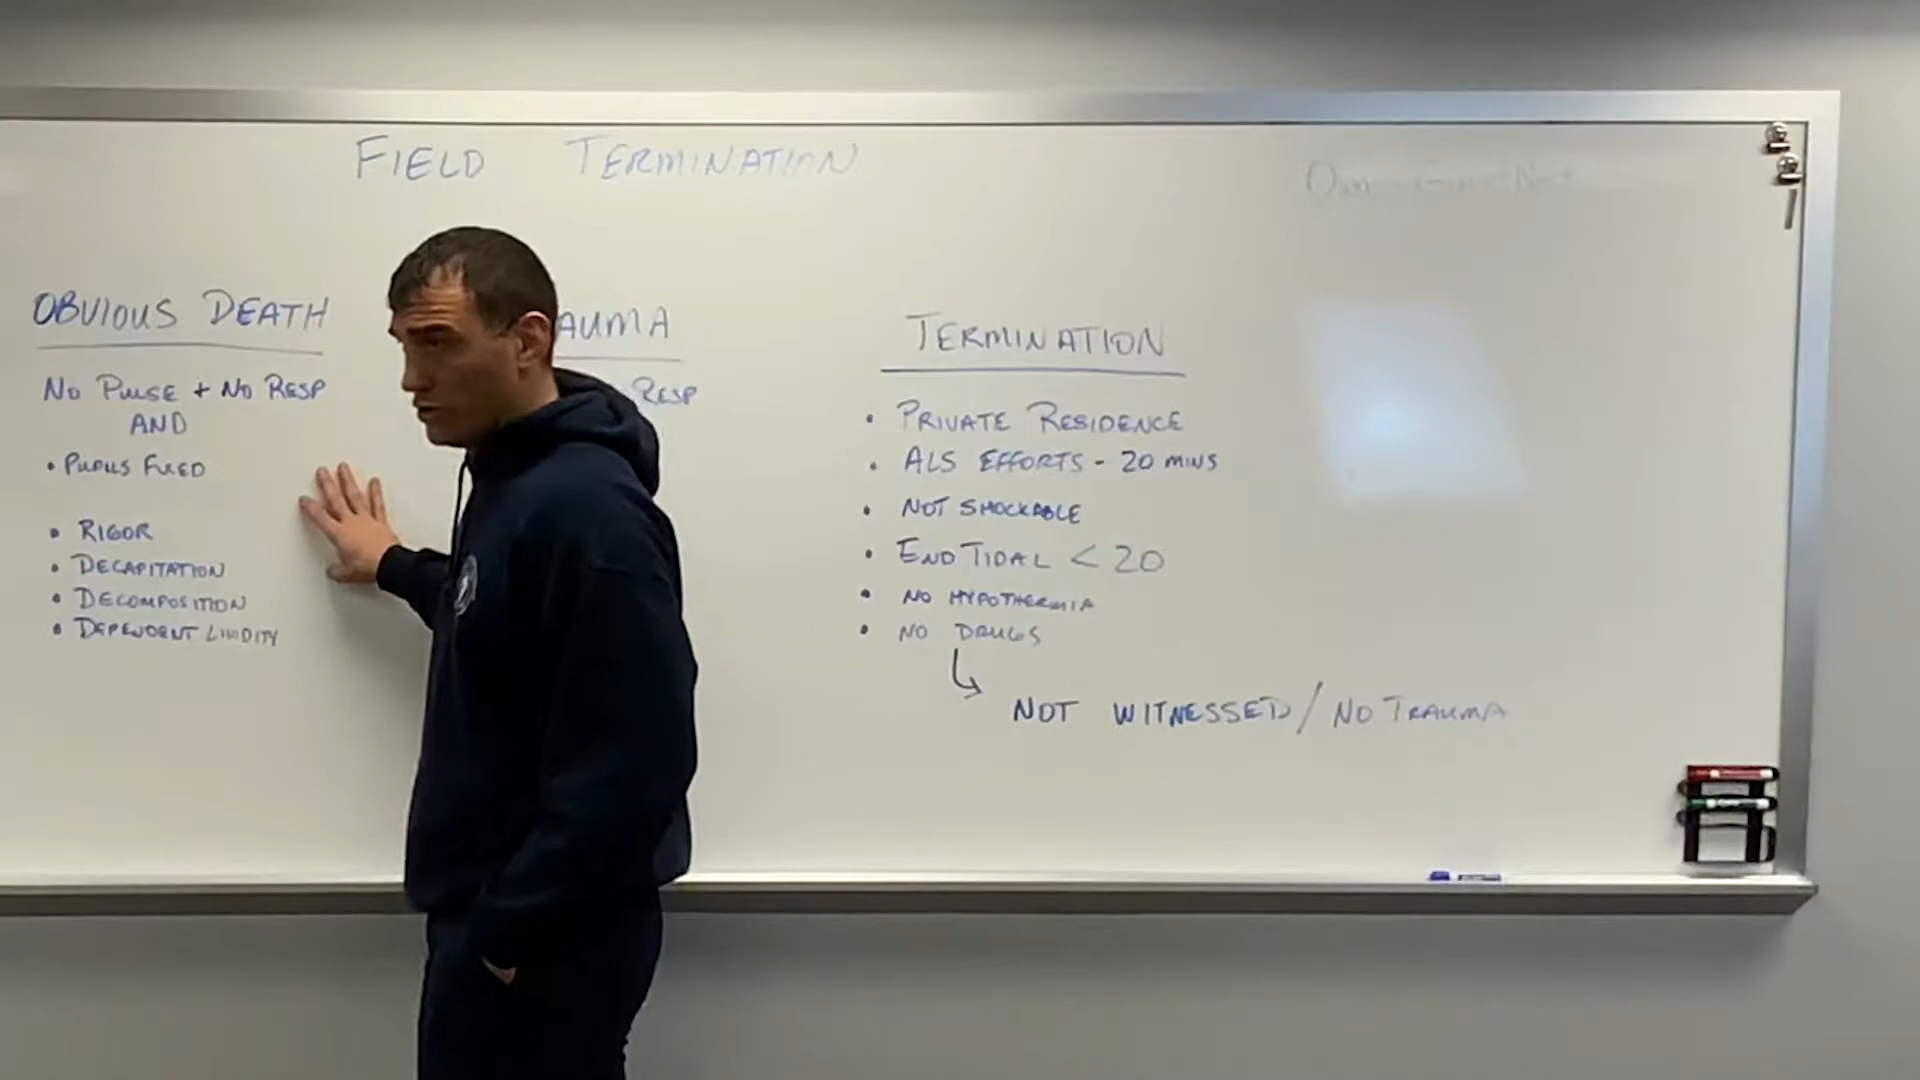 FIELD TERMINATION
OBVIOUS DEATH
NO PULSE + NO RESP
AND
• PUPILS FIXED
• RIGOR
• DECAPITATION
• DECOMPOSITION
• DEPENDENT LIVIDITY
AUMA
RESP
TERMINATION
• PRIVATE RESIDENCE
• ALS EFFORTS - 20 MINS
• NOT SHOCKABLE
• END TIDAL < 20
• NO HYPOTHERMIA
• NO DRUGS
NOT WITNESSED / NO TRAUMA